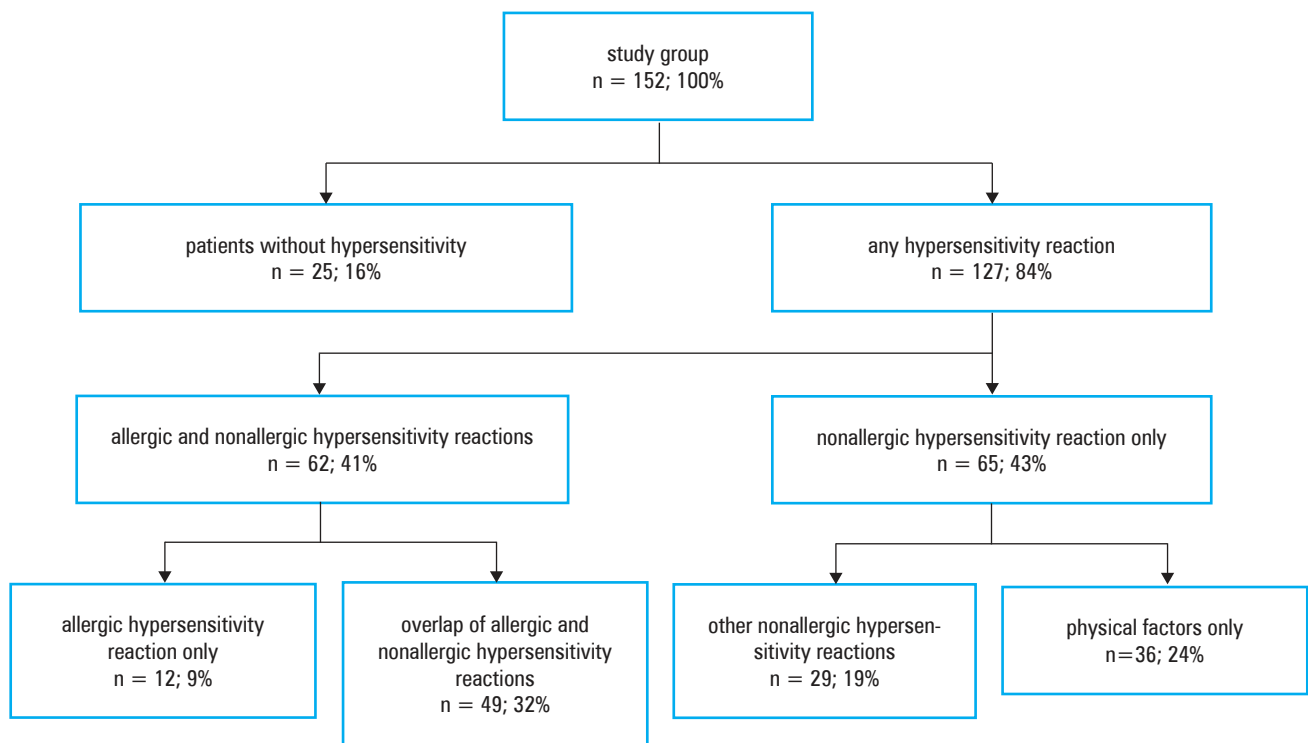 study group
n = 152; 100%
patients without hypersensitivity
n = 25; 16%
any hypersensitivity reaction
n = 127; 84%
allergic and nonallergic hypersensitivity reactions
n = 62; 41%
nonallergic hypersensitivity reaction only
n = 65; 43%
allergic hypersensitivity
reaction only
n = 12; 9%
overlap of allergic and
nonallergic hypersensitivity
reactions
n = 49; 32%
other nonallergic hypersen-
sitivity reactions
n = 29; 19%
physical factors only
n=36; 24%